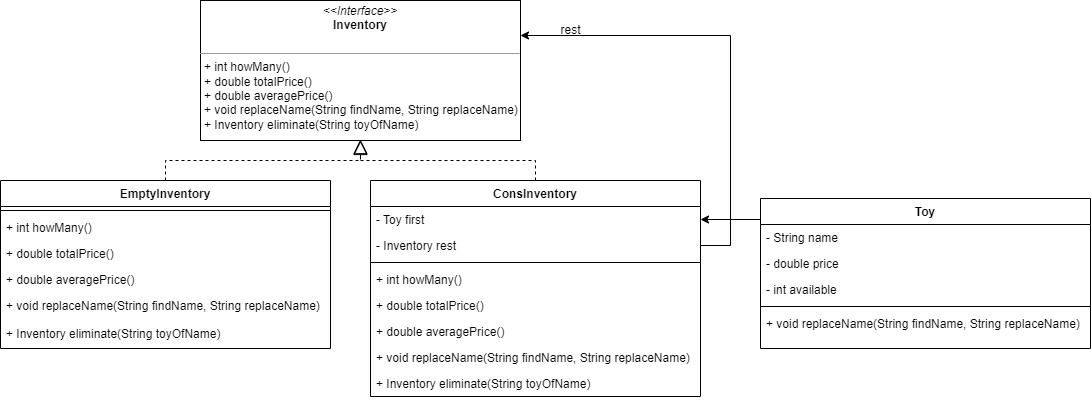 <<Interface>>
Inventory
+ int howMany()
+ double totalPrice()
+ double averagePrice()
+ void replaceName(String findName, String replaceName)
+ Inventory eliminate(String toyOfName)
rest
EmptyInventory
+ int howMany()
+ double totalPrice()
+ double averagePrice()
+ void replaceName(String findName, String replaceName)
+ Inventory eliminate(String toyOfName)
ConsInventory
- Toy first
- Inventory rest
+ int howMany()
+ double totalPrice()
+ double averagePrice()
+ void replaceName(String findName, String replaceName)
+ Inventory eliminate(String toyOfName)
Toy
- String name
- double price
- int available
+ void replaceName(String findName, String replaceName)